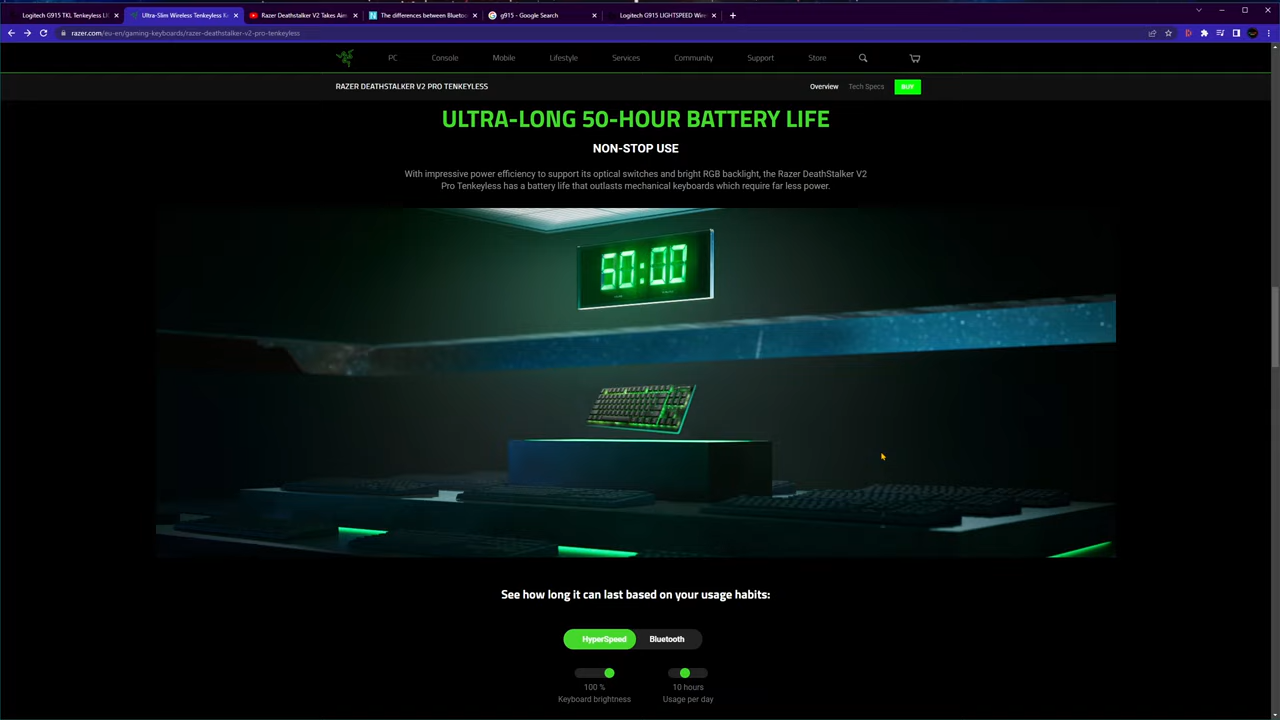 Logitech G915 TKL Tenkeyless LI
Ultra-Slim Wireless Tenkeyless K
Razer Deathstalker V2 Takes Aim
The differences between Bluetoo
g915 - Google Search
Logitech G915 LIGHTSPEED Wire
razer.com/eu-en/gaming-keyboards/razer-deathstalker-v2-pro-tenkeyless
PC
Console
Mobile
Lifestyle
Services
Community
Support
Store
RAZER DEATHSTALKER V2 PRO TENKEYLESS
Overview
Tech Specs
BUY
ULTRA-LONG 50-HOUR BATTERY LIFE
NON-STOP USE
With impressive power efficiency to support its optical switches and bright RGB backlight, the Razer DeathStalker V2
Pro Tenkeyless has a battery life that outlasts mechanical keyboards which require far less power.
50:00
See how long it can last based on your usage habits:
HyperSpeed
Bluetooth
100 %
Keyboard brightness
10 hours
Usage per day